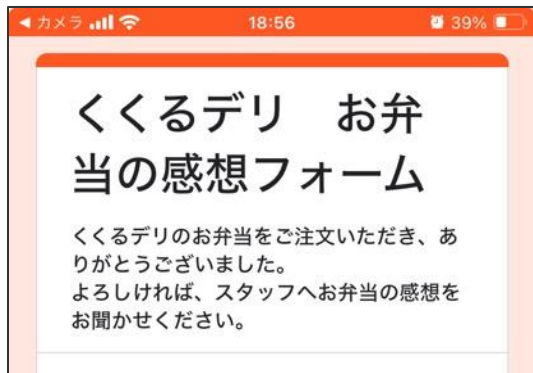 カメラ 18:56 39%
くくるデリ　お弁
当の感想フォーム
くくるデリのお弁当をご注文いただき、あ
りがとうございました。
よろしければ、スタッフへお弁当の感想を
お聞かせください。